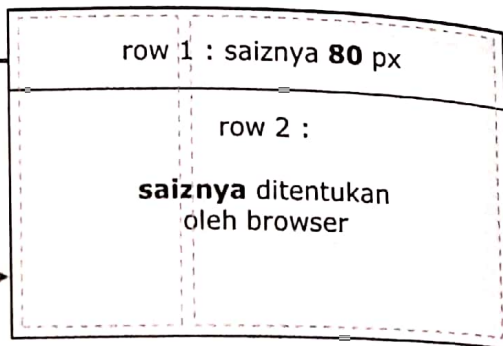 row 1 : saiznya 80 px
row 2 :
saiznya ditentukan
oleh browser